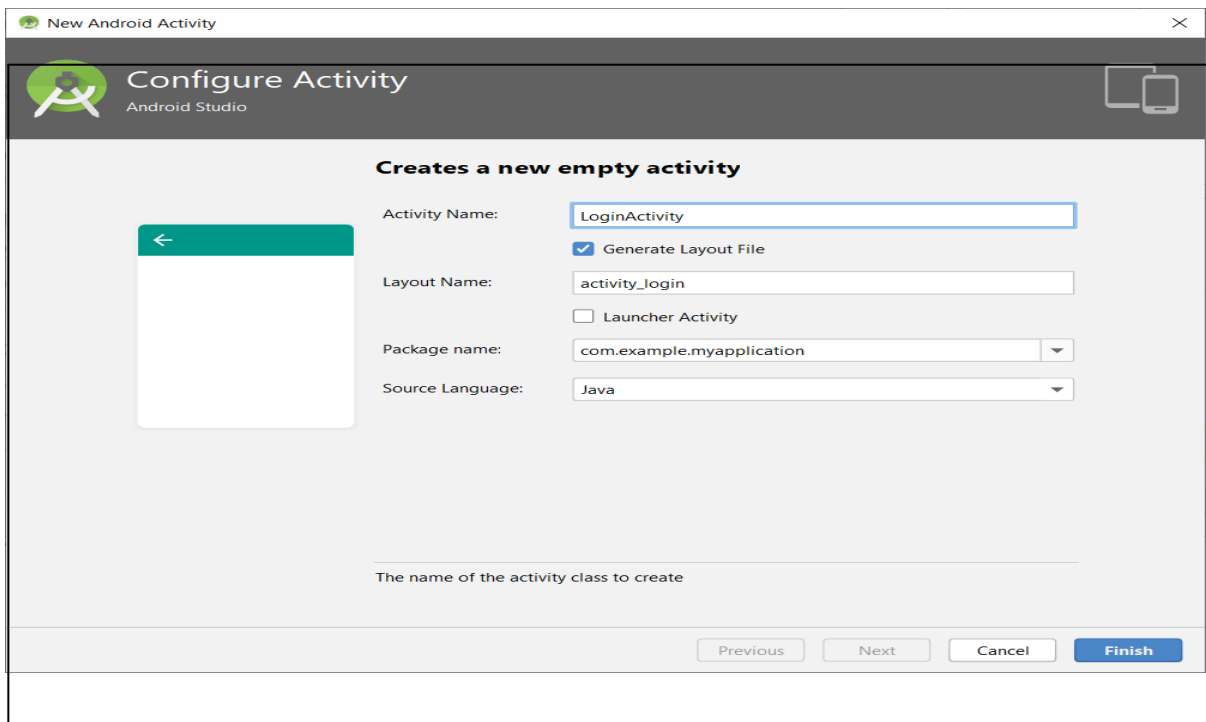 New Android Activity
Configure Activity
Android Studio
Creates a new empty activity
Activity Name: LoginActivity
Generate Layout File
Layout Name: activity_login
Launcher Activity
Package name: com.example.myapplication
Source Language: Java
The name of the activity class to create
Previous Next Cancel Finish